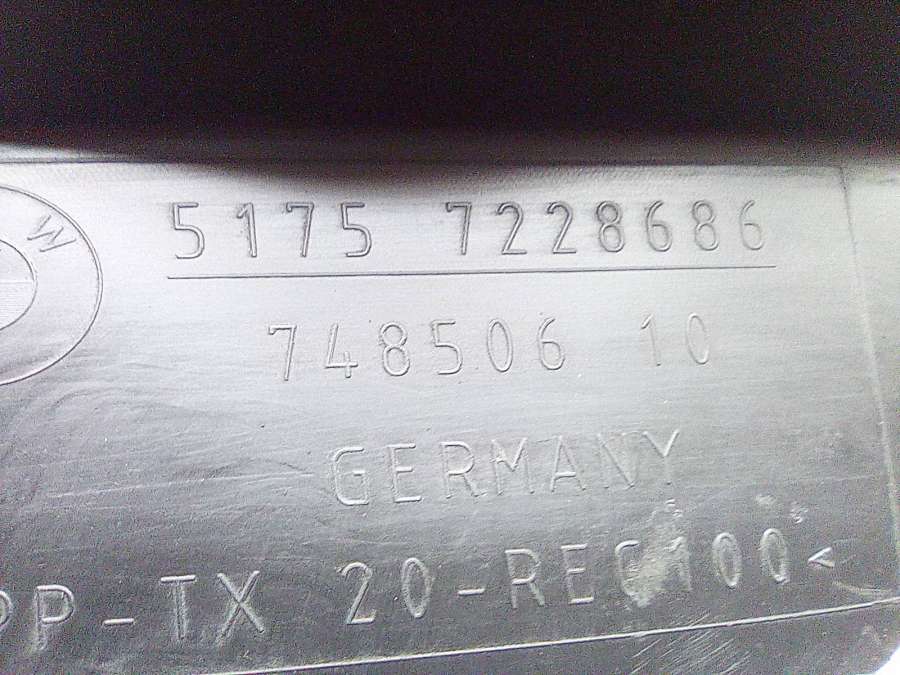 W
5175 7228686
748506 10
GERMANY
PP-TX 20-REC100<